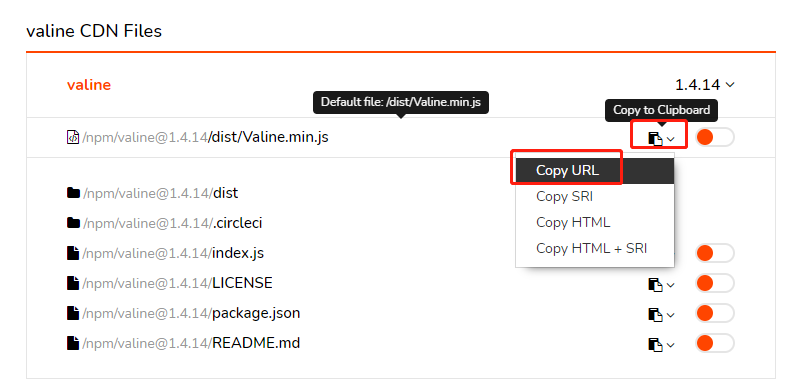 valine CDN Files
valine 1.4.14
Default file: /dist/Valine.min.js
Copy to Clipboard
/npm/valine@1.4.14/dist/Valine.min.js
Copy URL
/npm/valine@1.4.14/dist
Copy SRI
/npm/valine@1.4.14/.circleci
Copy HTML
/npm/valine@1.4.14/index.js
Copy HTML + SRI
/npm/valine@1.4.14/LICENSE
/npm/valine@1.4.14/package.json
/npm/valine@1.4.14/README.md